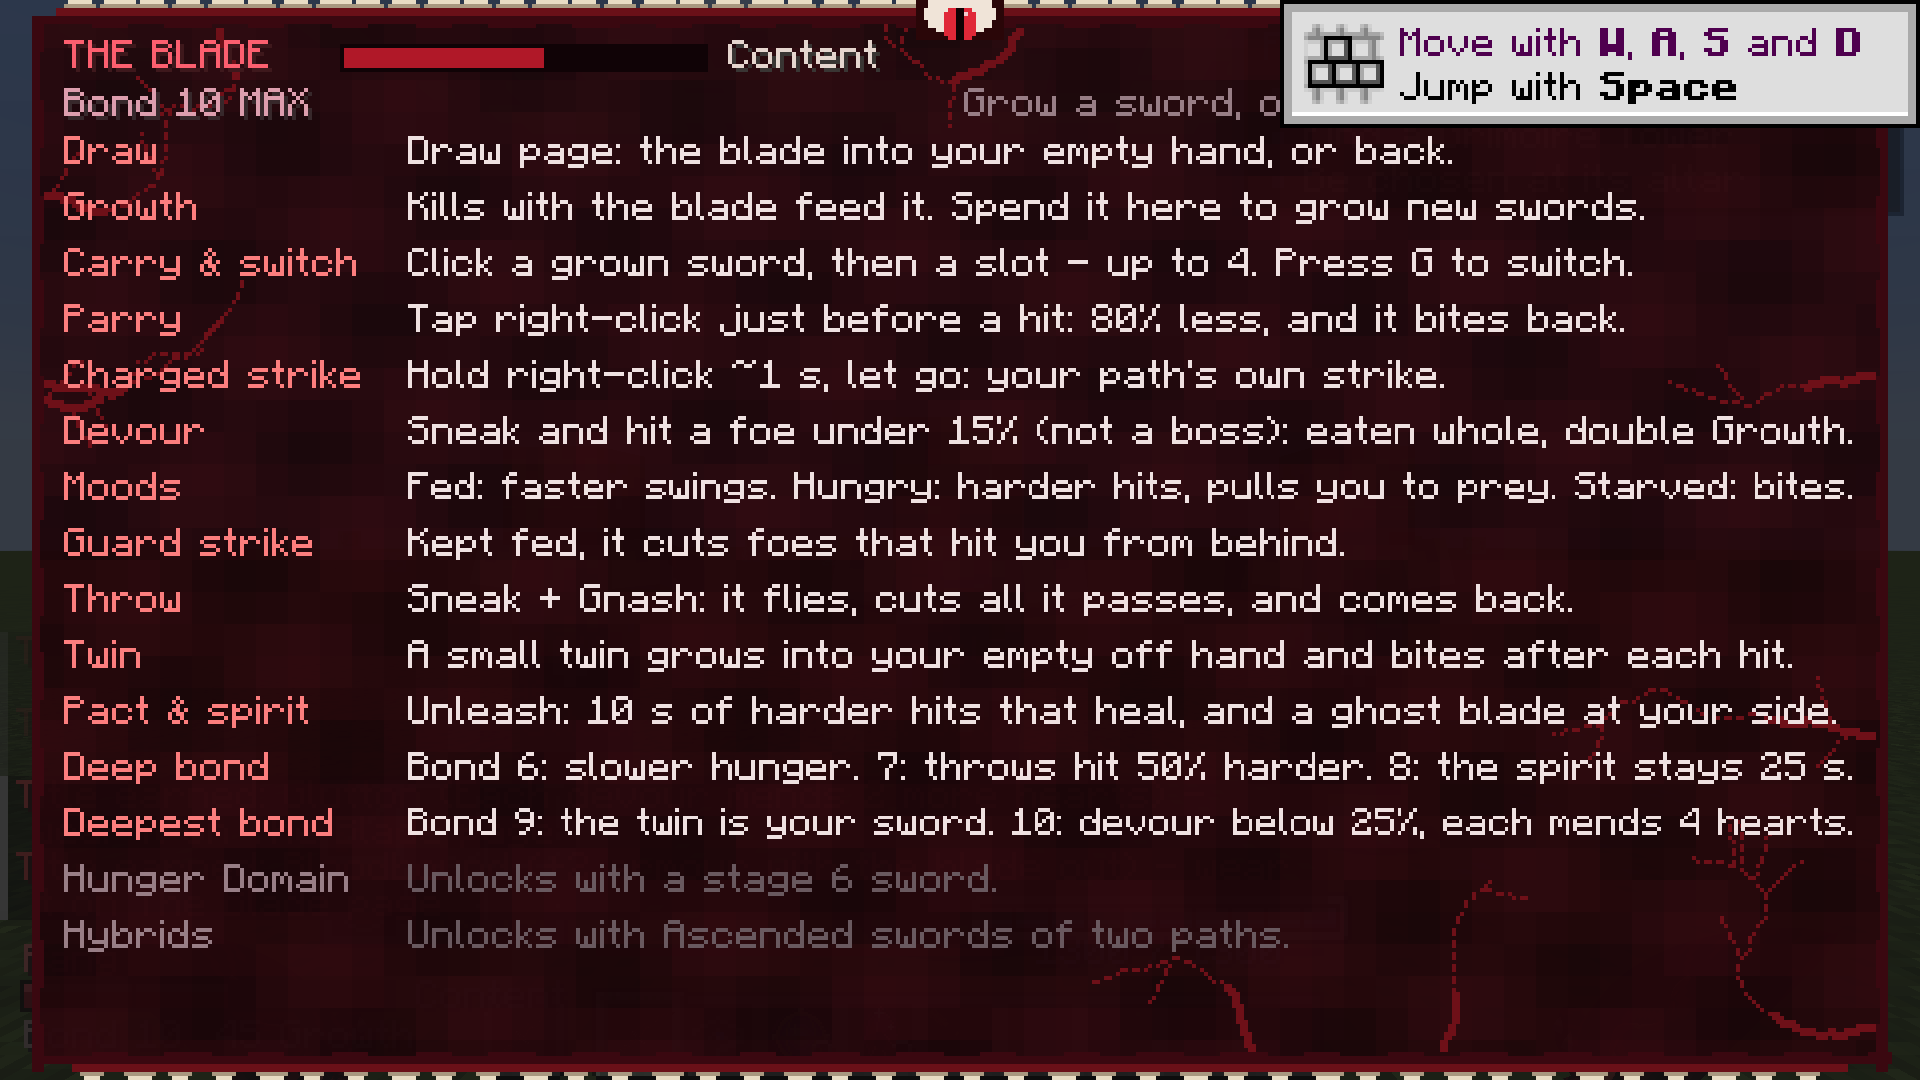 THE BLADE Content
Bond 10 MAX Grow a sword, o
Move with W, A, S and D
Jump with Space
Draw Draw page: the blade into your empty hand, or back.
Growth Kills with the blade feed it. Spend it here to grow new swords.
Carry & switch Click a grown sword, then a slot - up to 4. Press G to switch.
Parry Tap right-click just before a hit: 80% less, and it bites back.
Charged strike Hold right-click ~1 s, let go: your path's own strike.
Devour Sneak and hit a foe under 15% (not a boss): eaten whole, double Growth.
Moods Fed: faster swings. Hungry: harder hits, pulls you to prey. Starved: bites.
Guard strike Kept fed, it cuts foes that hit you from behind.
Throw Sneak + Gnash: it flies, cuts all it passes, and comes back.
Twin A small twin grows into your empty off hand and bites after each hit.
Pact & spirit Unleash: 10 s of harder hits that heal, and a ghost blade at your side.
Deep bond Bond 6: slower hunger. 7: throws hit 50% harder. 8: the spirit stays 25 s.
Deepest bond Bond 9: the twin is your sword. 10: devour below 25%, each mends 4 hearts.
Hunger Domain Unlocks with a stage 6 sword.
Hybrids Unlocks with Ascended swords of two paths.